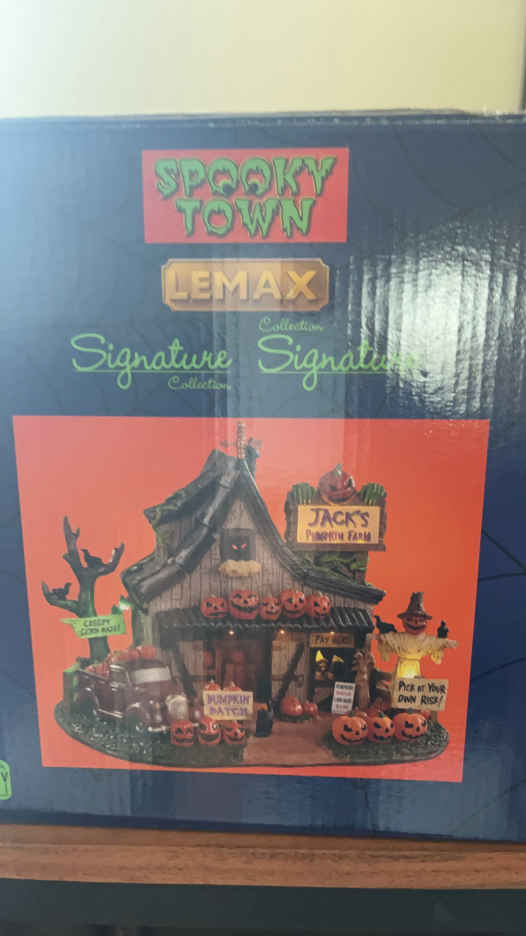 SPOOKY
TOWN
LEMAX
Signature
Collection
Collection
Signature
JACK'S
PUMPKIN FARM
CREEPY
CORN MAZE!
PAY HERE
PUMPKIN
PATCH
PICK AT YOUR
OWN RISK!
Y